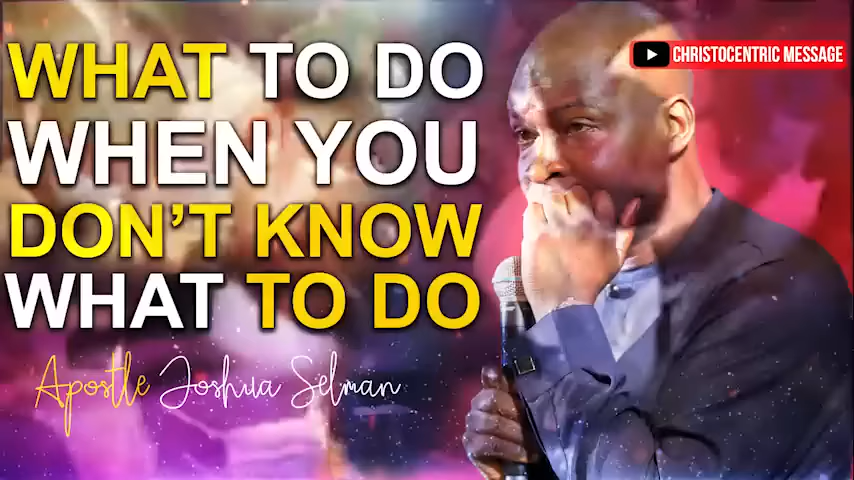 WHAT TO DO
WHEN YOU
DON'T KNOW
WHAT TO DO
Apostle Joshua Selman
CHRISTOCENTRIC MESSAGE